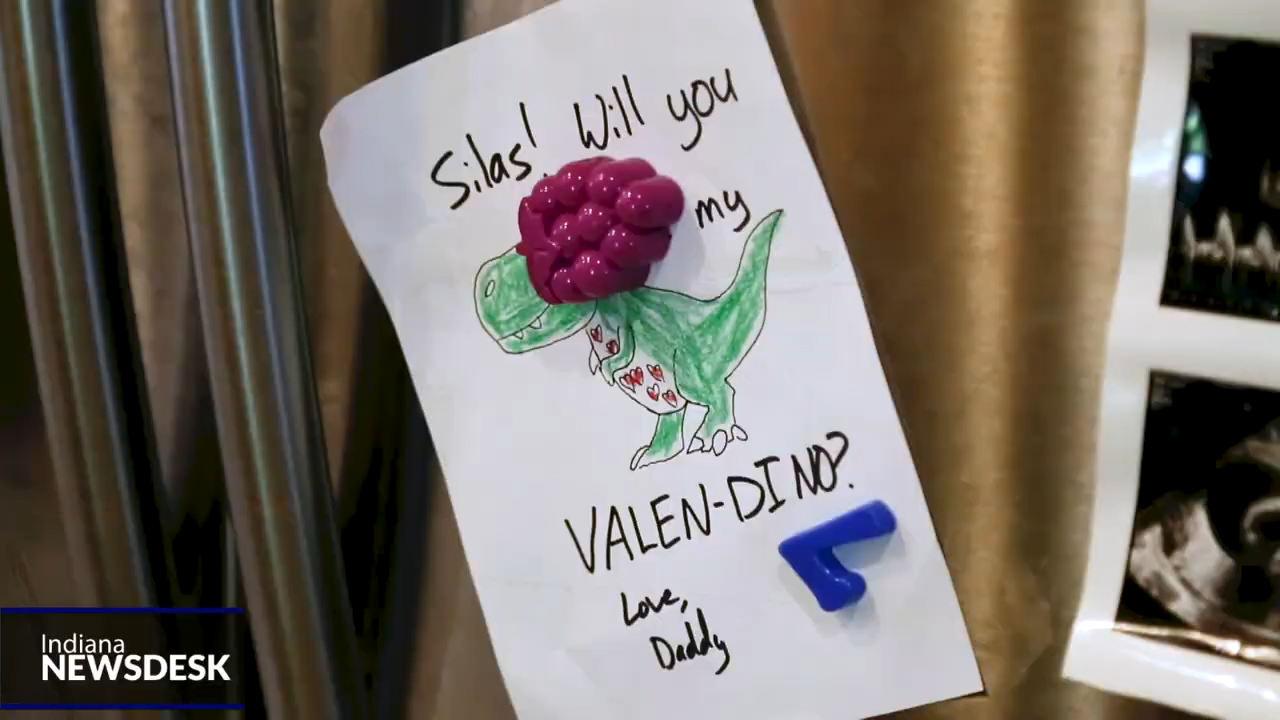 Silas! Will you
my
VALEN-DINO?
Love,
Daddy
Indiana
NEWSDESK